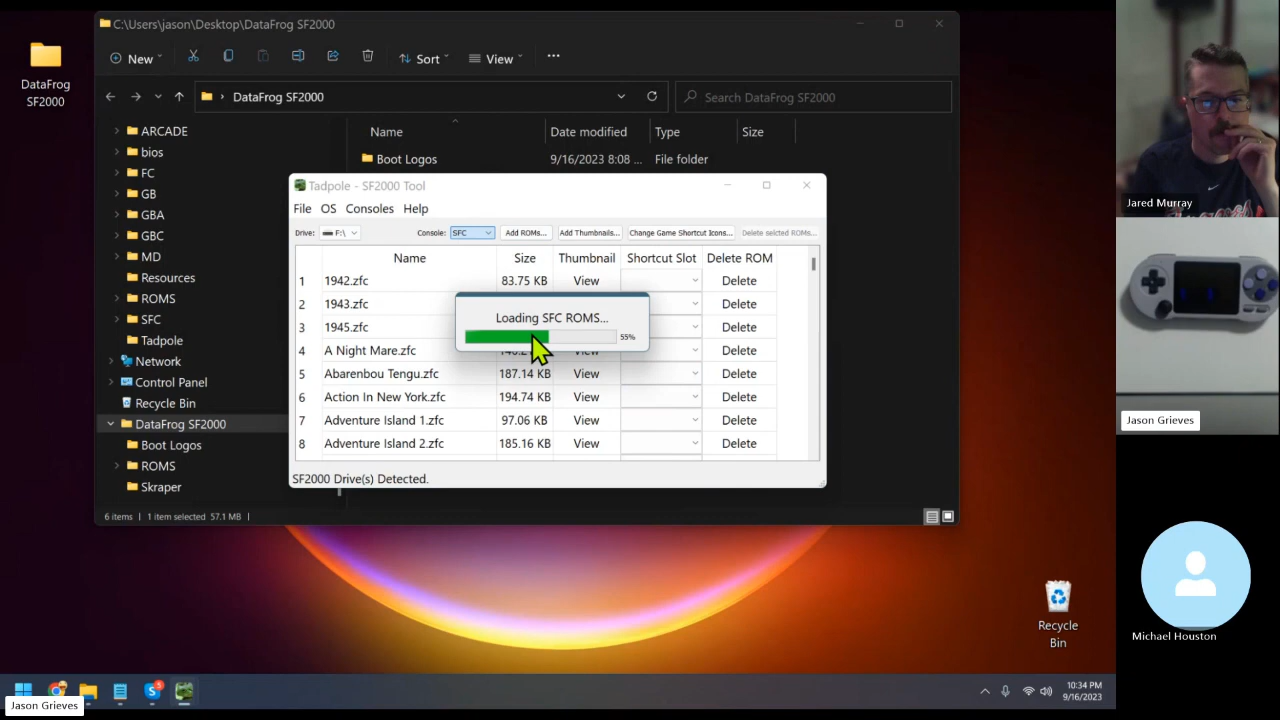 DataFrog
SF2000
C:\Users\jason\Desktop\DataFrog SF2000
New
Sort
View
DataFrog SF2000
Search DataFrog SF2000
ARCADE
bios
FC
GB
GBA
GBC
MD
Resources
ROMS
SFC
Tadpole
Network
Control Panel
Recycle Bin
DataFrog SF2000
Boot Logos
ROMS
Skraper
Name Date modified Type Size
Boot Logos 9/16/2023 8:08 ... File folder
6 items 1 item selected 57.1 MB
Tadpole - SF2000 Tool
File OS Consoles Help
Drive: F:\ Console: SFC Add ROMs... Add Thumbnails... Change Game Shortcut Icons... Delete selcted ROMs...
Name Size Thumbnail Shortcut Slot Delete ROM
1 1942.zfc 83.75 KB View Delete
2 1943.zfc Delete
3 1945.zfc Delete
4 A Night Mare.zfc View Delete
5 Abarenbou Tengu.zfc 187.14 KB View Delete
6 Action In New York.zfc 194.74 KB View Delete
7 Adventure Island 1.zfc 97.06 KB View Delete
8 Adventure Island 2.zfc 185.16 KB View Delete
Loading SFC ROMS...
55%
SF2000 Drive(s) Detected.
Recycle
Bin
5
10:34 PM
9/16/2023
Jason Grieves
Jared Murray
Jason Grieves
Michael Houston